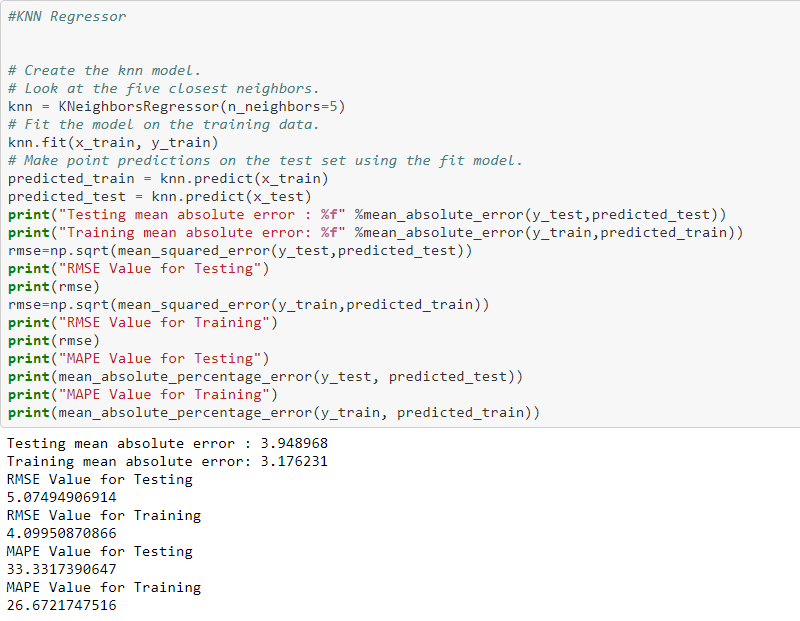 #KNN Regressor
# Create the knn model.
# Look at the five closest neighbors.
knn = KNeighborsRegressor(n_neighbors=5)
# Fit the model on the training data.
knn.fit(x_train, y_train)
# Make point predictions on the test set using the fit model.
predicted_train = knn.predict(x_train)
predicted_test = knn.predict(x_test)
print("Testing mean absolute error : %f" %mean_absolute_error(y_test,predicted_test))
print("Training mean absolute error: %f" %mean_absolute_error(y_train,predicted_train))
rmse=np.sqrt(mean_squared_error(y_test,predicted_test))
print("RMSE Value for Testing")
print(rmse)
rmse=np.sqrt(mean_squared_error(y_train,predicted_train))
print("RMSE Value for Training")
print(rmse)
print("MAPE Value for Testing")
print(mean_absolute_percentage_error(y_test, predicted_test))
print("MAPE Value for Training")
print(mean_absolute_percentage_error(y_train, predicted_train))
Testing mean absolute error : 3.948968
Training mean absolute error: 3.176231
RMSE Value for Testing
5.07494906914
RMSE Value for Training
4.09950870866
MAPE Value for Testing
33.3317390647
MAPE Value for Training
26.6721747516